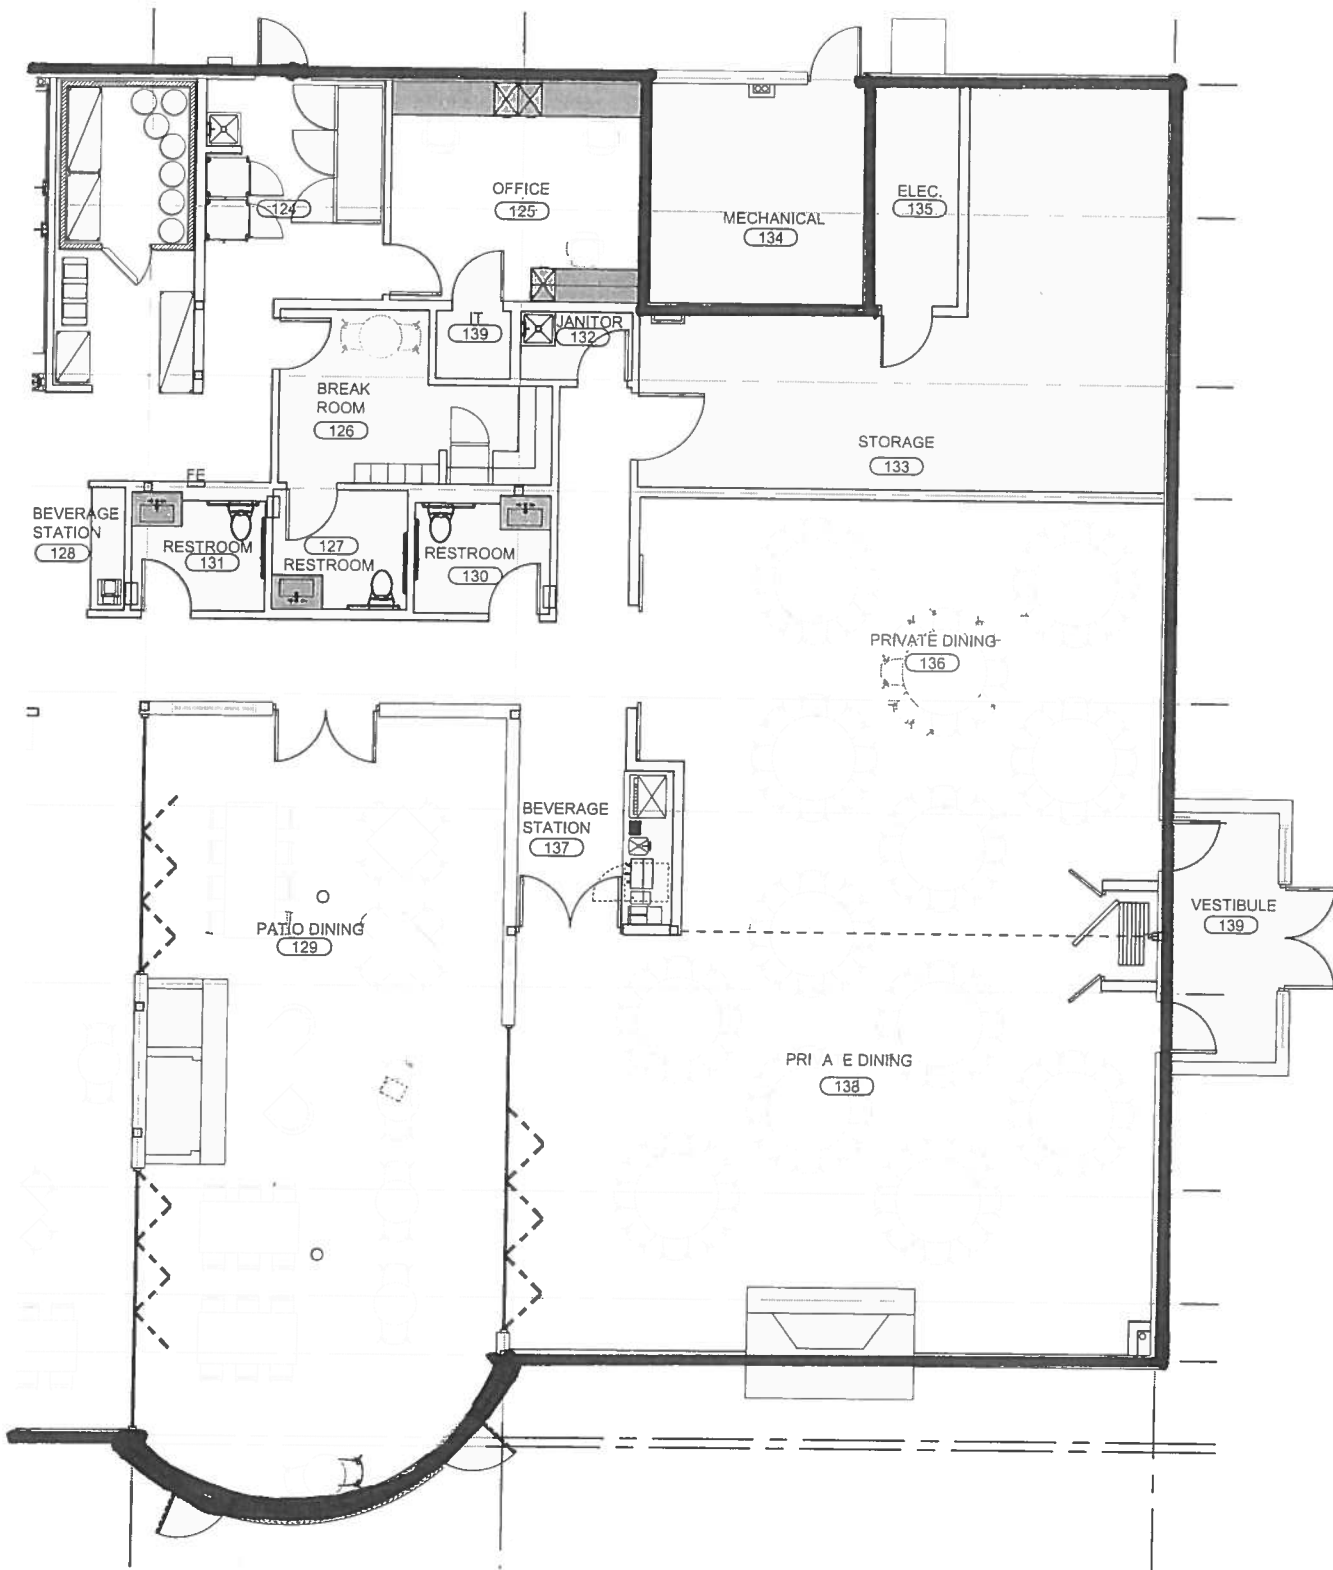 124
OFFICE
125
MECHANICAL
134
ELEC.
135
IT
139
JANITOR
132
BREAK
ROOM
126
STORAGE
133
FE
BEVERAGE
STATION
128
RESTROOM
131
127
RESTROOM
RESTROOM
130
PRIVATE DINING
136
BEVERAGE
STATION
137
PATIO DINING
129
VESTIBULE
139
PRI A E DINING
138